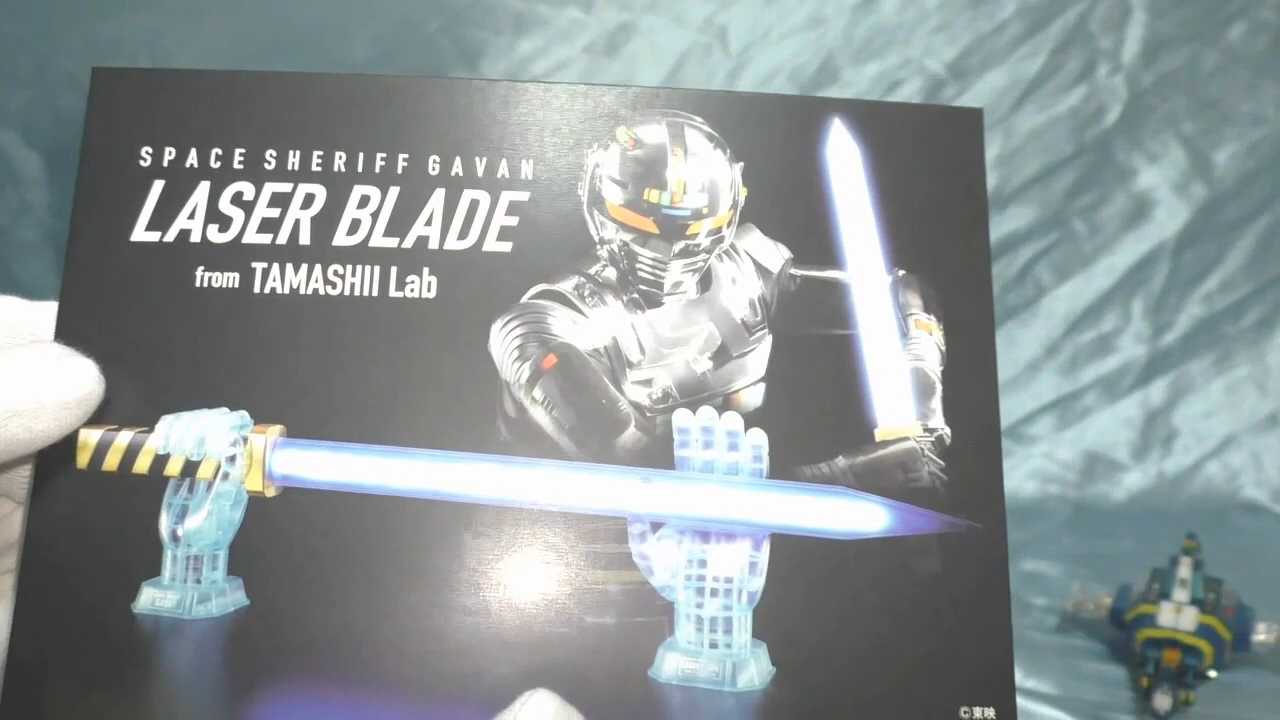 SPACE SHERIFF GAVAN
LASER BLADE
from TAMASHII Lab
©東映